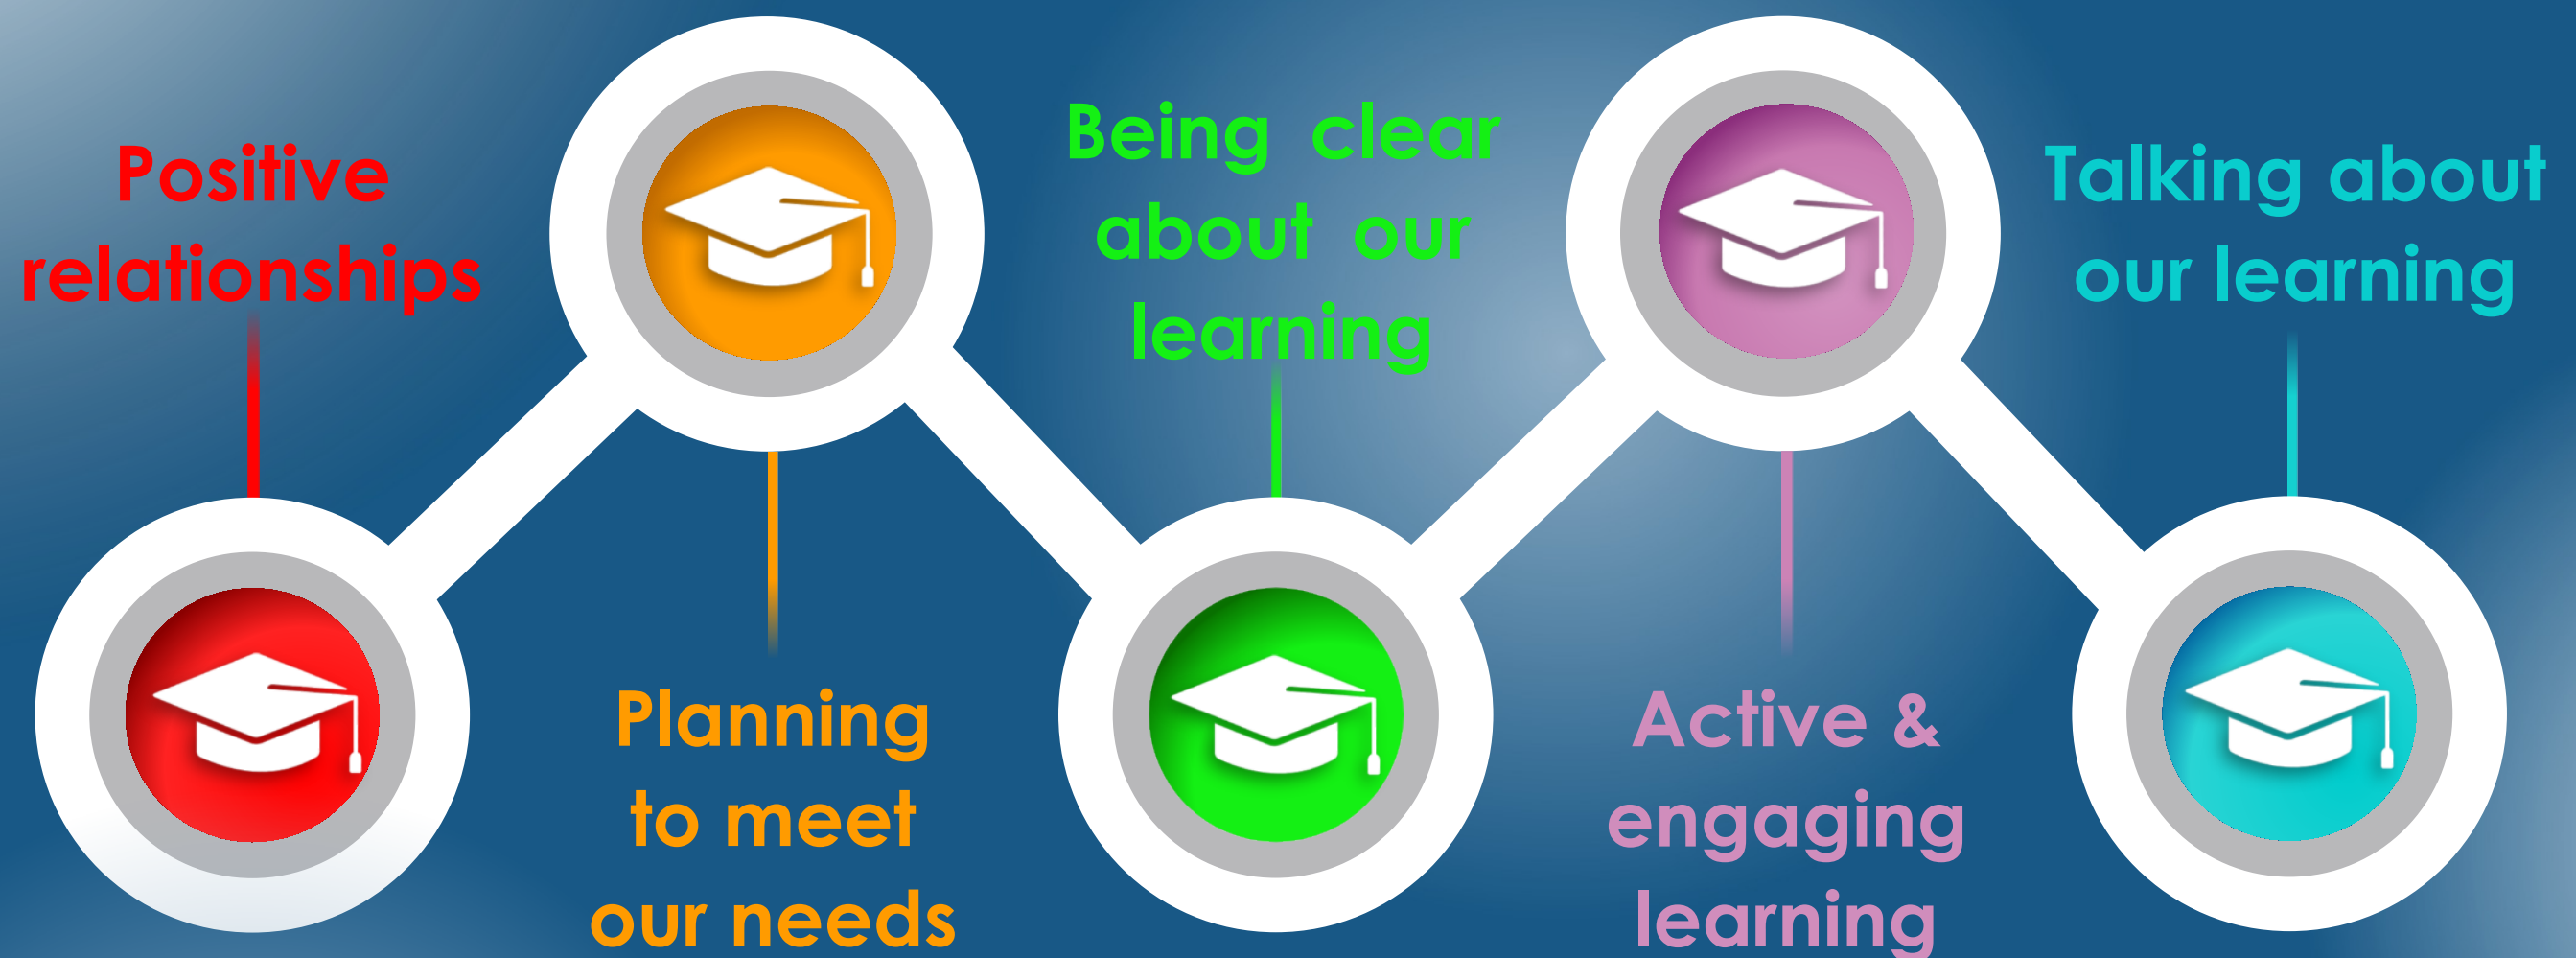 Positive
relationships
Planning
to meet
our needs
Being clear
about our
learning
Active &
engaging
learning
Talking about
our learning